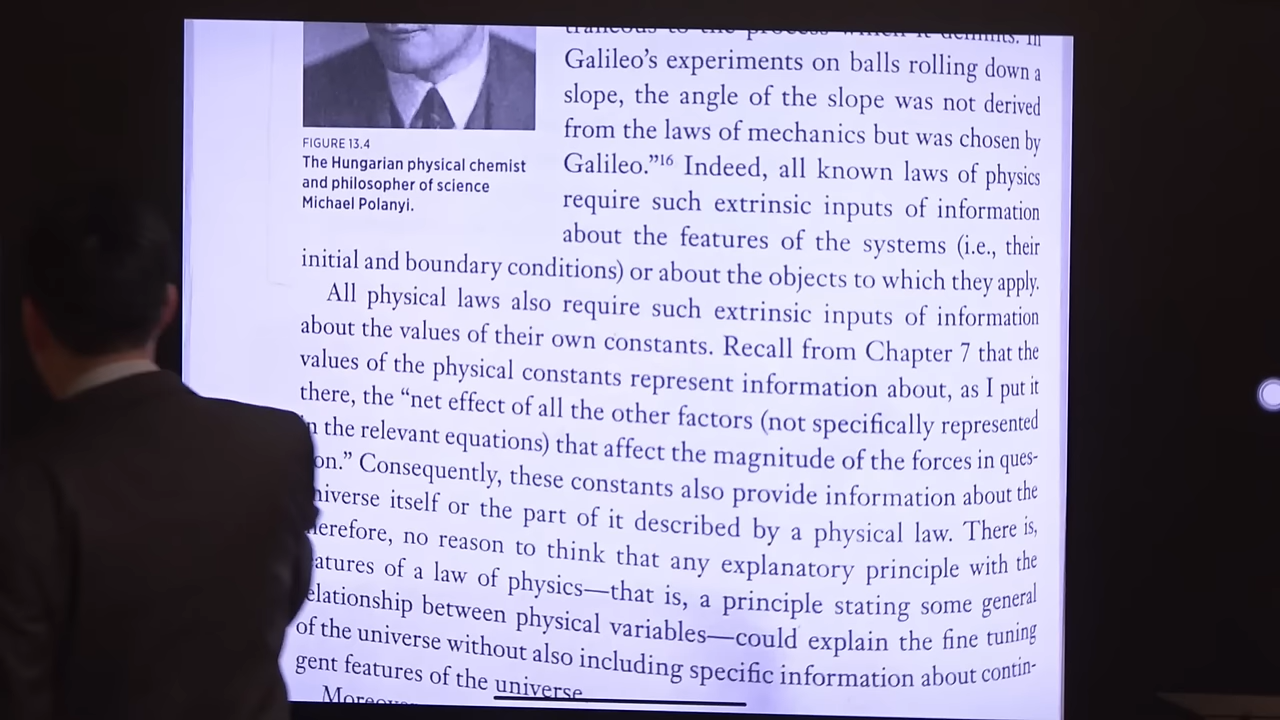 Galileo's experiments on balls rolling down a
slope, the angle of the slope was not derived
from the laws of mechanics but was chosen by
Galileo."16 Indeed, all known laws of physics
require such extrinsic inputs of information
about the features of the systems (i.e., their
FIGURE 13.4
The Hungarian physical chemist
and philosopher of science
Michael Polanyi.
initial and boundary conditions) or about the objects to which they apply.
All physical laws also require such extrinsic inputs of information
about the values of their own constants. Recall from Chapter 7 that the
values of the physical constants represent information about, as I put it
there, the "net effect of all the other factors (not specifically represented
the relevant equations) that affect the magnitude of the forces in ques-
on." Consequently, these constants also provide information about the
niverse itself or the part of it described by a physical law. There is,
herefore, no reason to think that any explanatory principle with the
eatures of a law of physics—that is, a principle stating some general
elationship between physical variables—could explain the fine tuning
of the universe without also including specific information about contin-
gent features of the universe